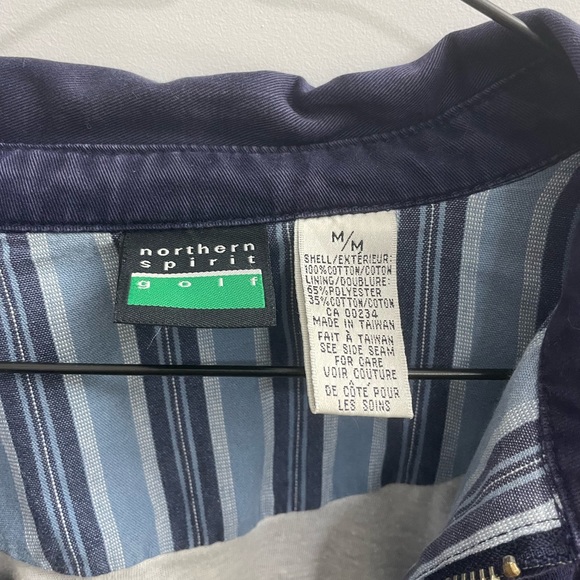 northern
spirit
golf
M/M
SHELL/EXTÉRIEUR:
100%COTTON/COTON
LINING/DOUBLURE:
65%POLYESTER
35%COTTON/COTON
CA 00234
MADE IN TAIWAN
FAIT À TAIWAN
SEE SIDE SEAM
FOR CARE
VOIR COUTURE
DE CÔTÉ POUR
LES SOINS